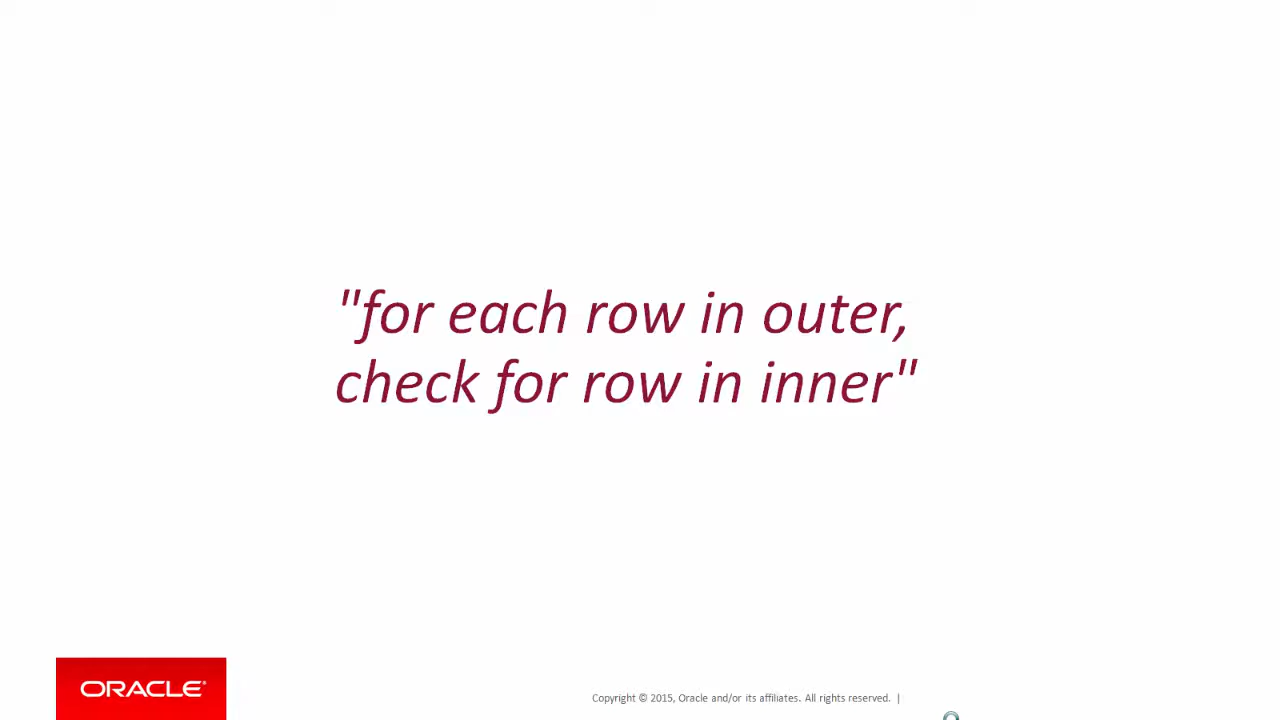 "for each row in outer,
check for row in inner"
ORACLE®
Copyright © 2015, Oracle and/or its affiliates. All rights reserved. |